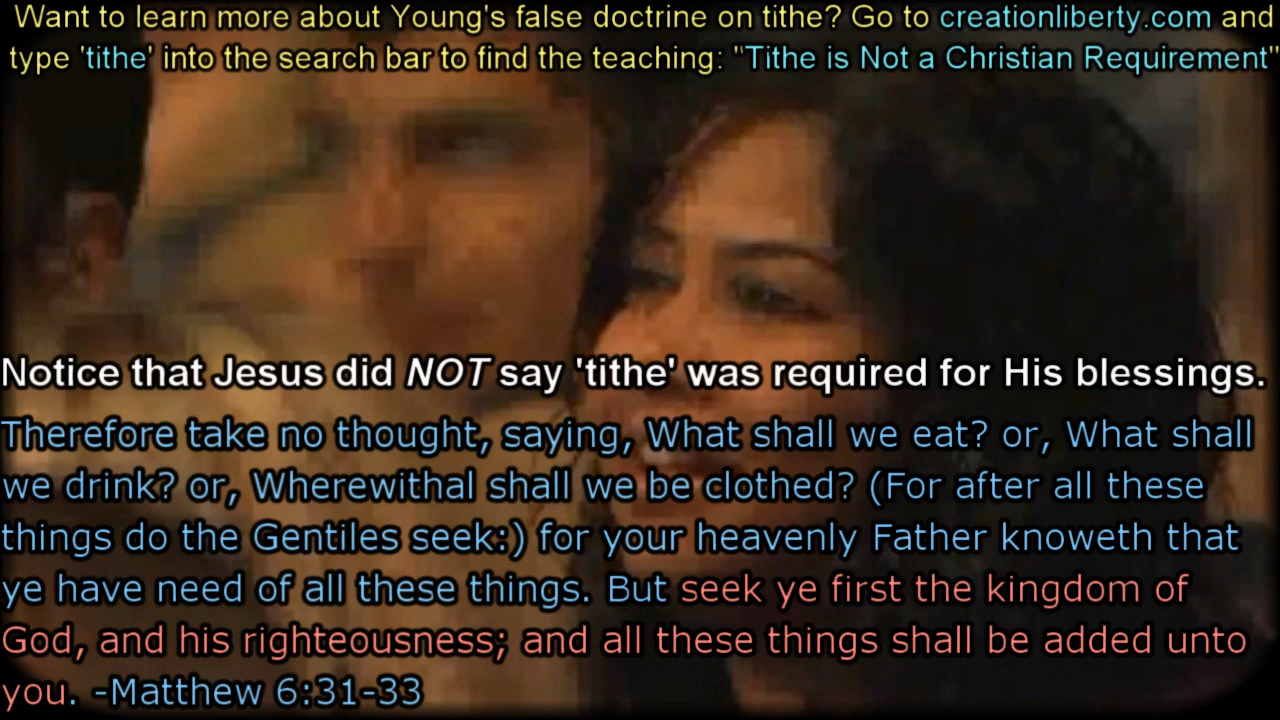 Want to learn more about Young's false doctrine on tithe? Go to creationliberty.com and
type 'tithe' into the search bar to find the teaching: "Tithe is Not a Christian Requirement"
Notice that Jesus did NOT say 'tithe' was required for His blessings.
Therefore take no thought, saying, What shall we eat? or, What shall
we drink? or, Wherewithal shall we be clothed? (For after all these
things do the Gentiles seek:) for your heavenly Father knoweth that
ye have need of all these things. But seek ye first the kingdom of
God, and his righteousness; and all these things shall be added unto
you. -Matthew 6:31-33